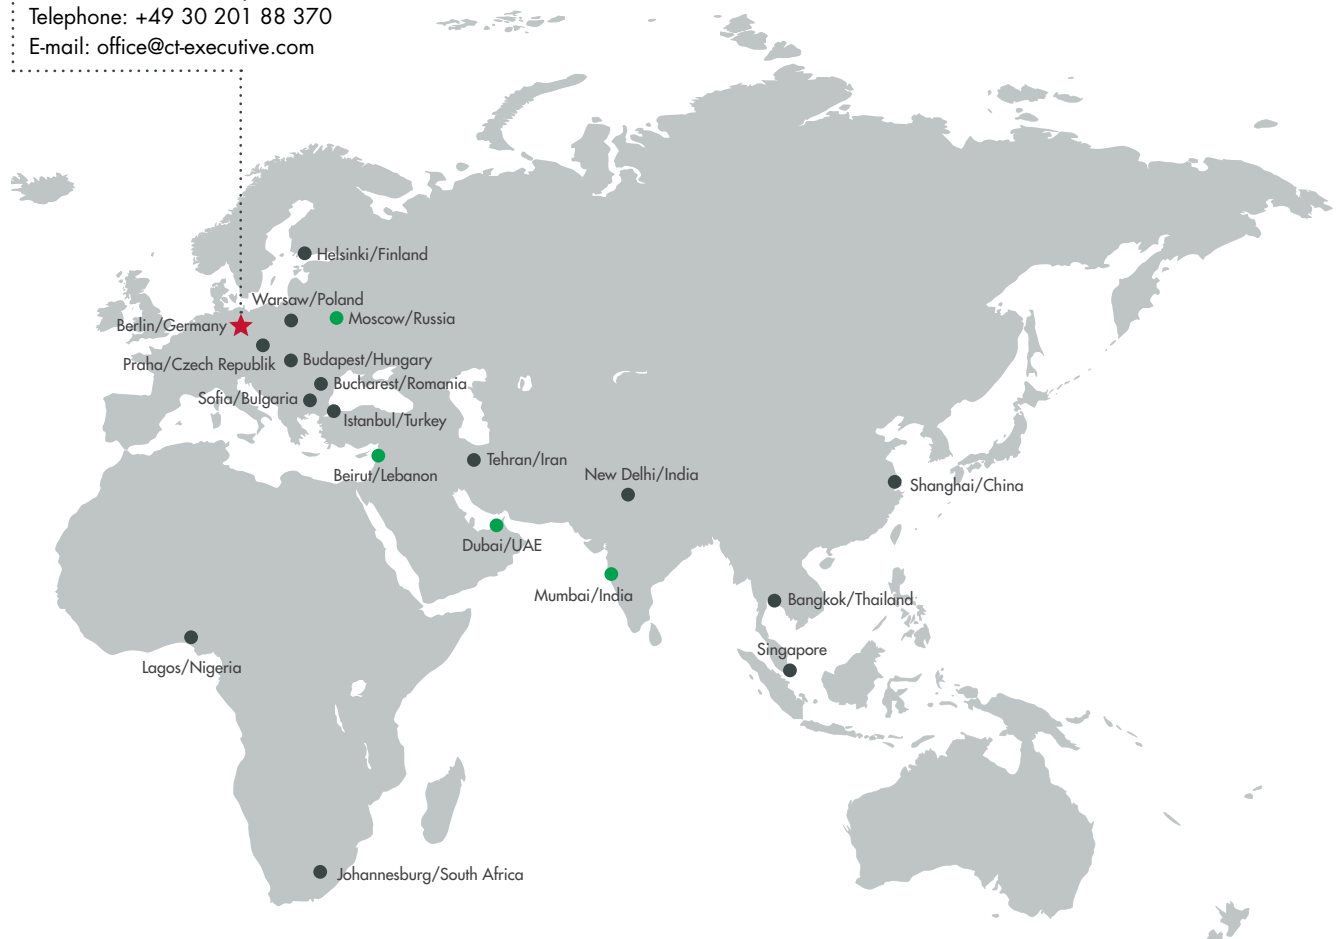 Telephone: +49 30 201 88 370
E-mail: office@ct-executive.com
Helsinki/Finland
Warsaw/Poland
Moscow/Russia
Berlin/Germany
Praha/Czech Republik
Budapest/Hungary
Bucharest/Romania
Sofia/Bulgaria
Istanbul/Turkey
Tehran/Iran
Beirut/Lebanon
New Delhi/India
Shanghai/China
Dubai/UAE
Mumbai/India
Bangkok/Thailand
Singapore
Lagos/Nigeria
Johannesburg/South Africa